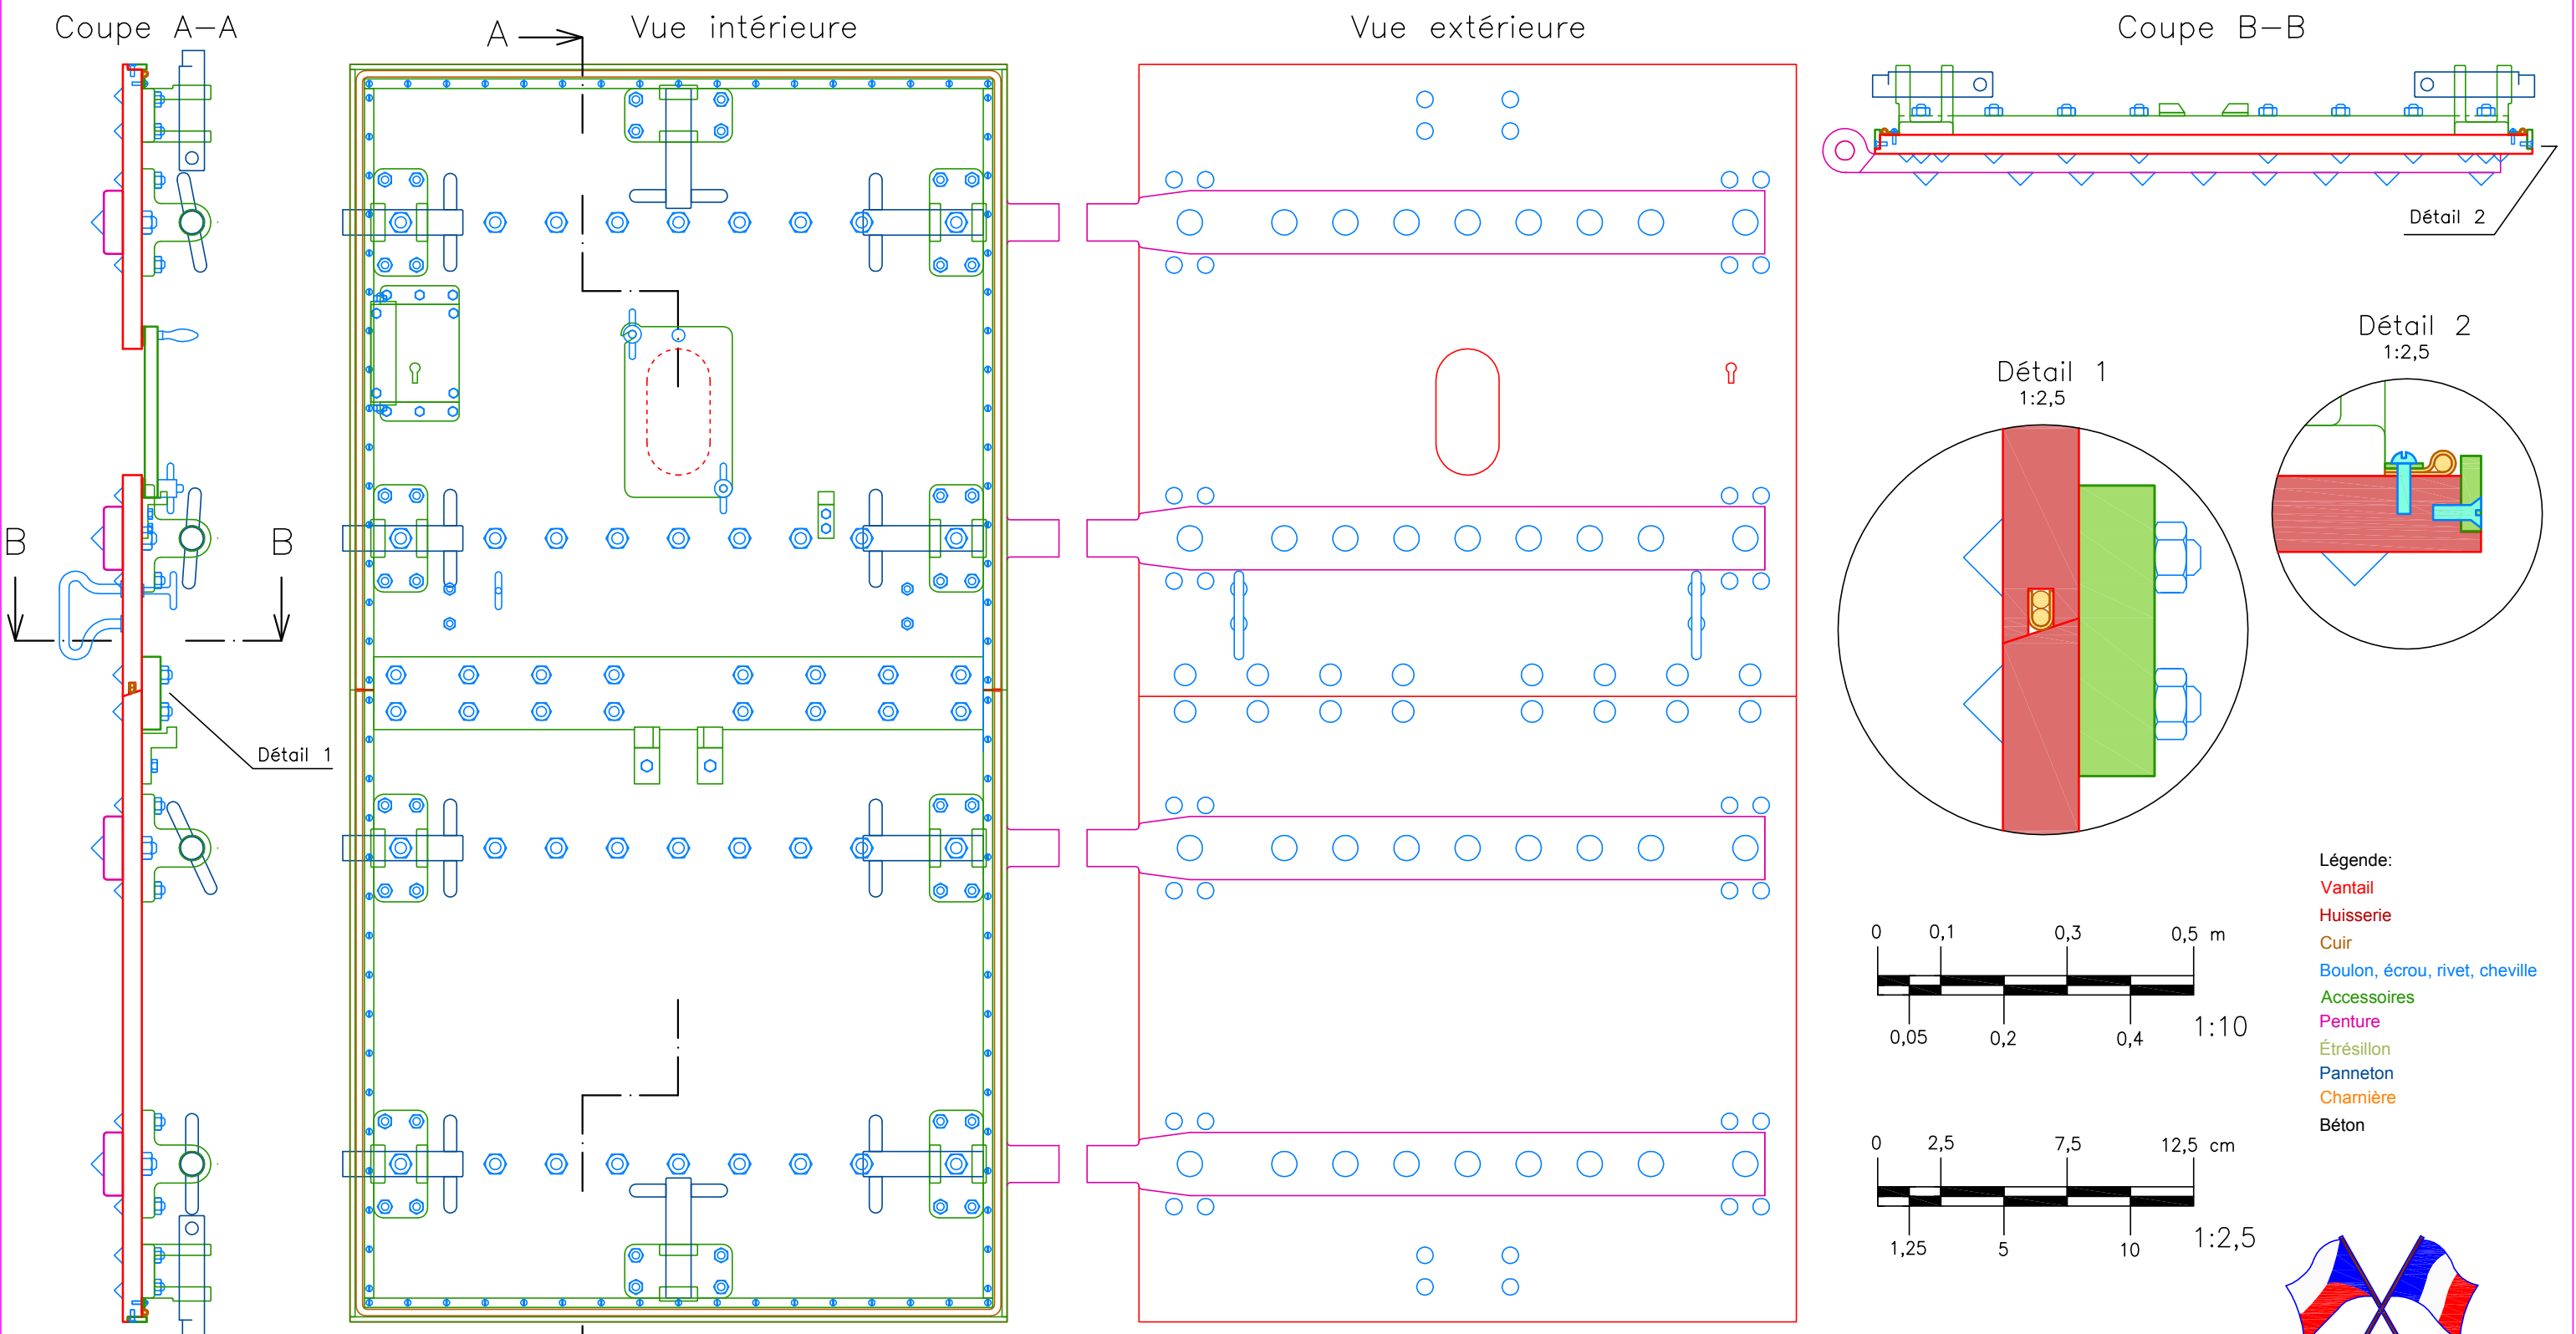 Coupe A–A
A
Vue intérieure
Vue extérieure
Coupe B–B
Détail 2
Détail 2
1:2,5
Détail 1
1:2,5
B
B
Détail 1
Légende:
Vantail
Huisserie
Cuir
Boulon, écrou, rivet, cheville
Accessoires
Penture
Étrésillon
Panneton
Charnière
Béton
0 0,1 0,3 0,5 m
0,05 0,2 0,4
1:10
0 2,5 7,5 12,5 cm
1,25 5 10
1:2,5